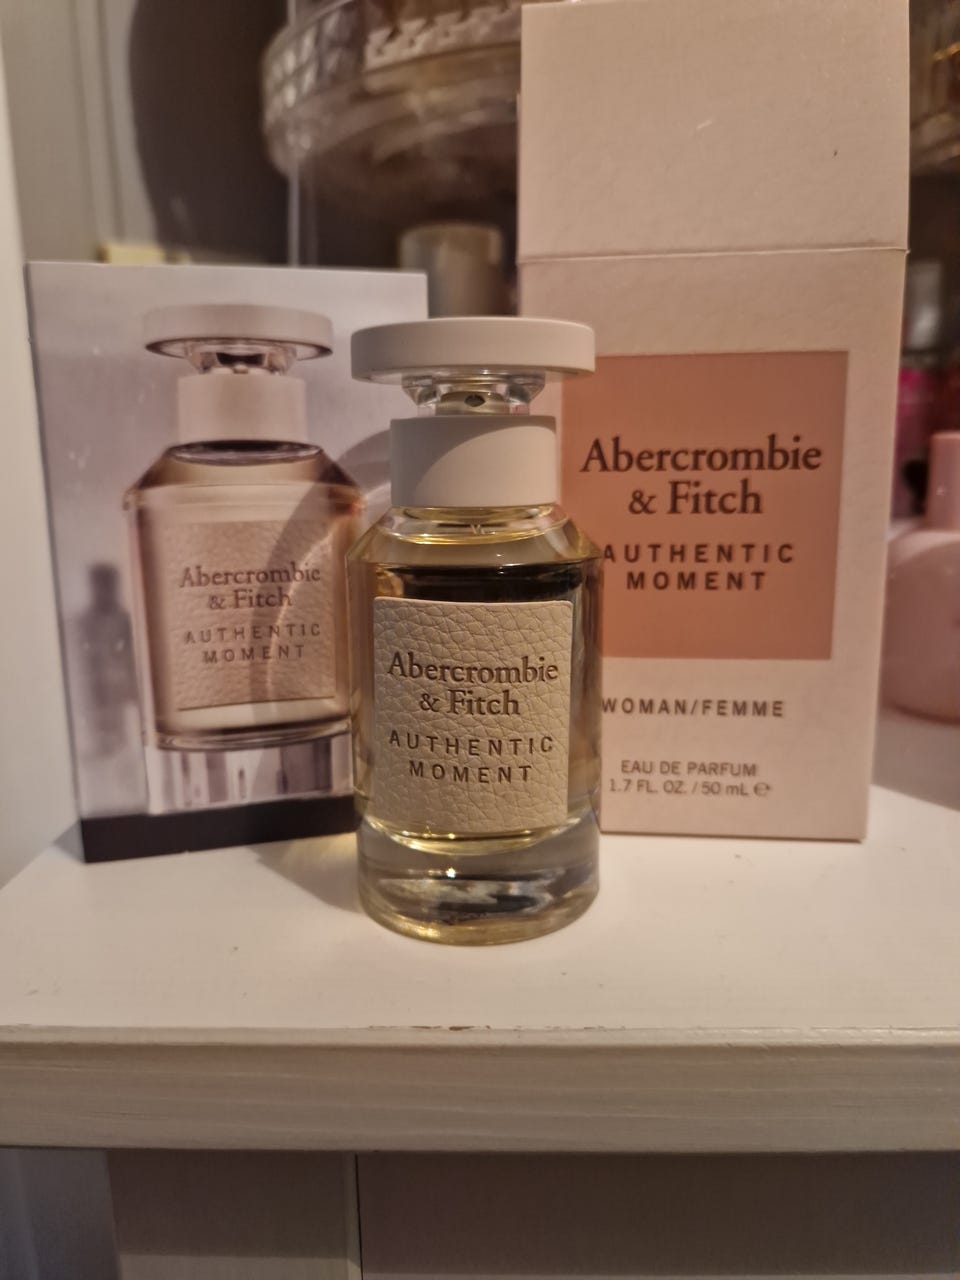 Abercrombie
& Fitch
AUTHENTIC
MOMENT
Abercrombie
& Fitch
AUTHENTIC
MOMENT
Abercrombie
& Fitch
AUTHENTIC
MOMENT
WOMAN/FEMME
EAU DE PARFUM
1.7 FL. OZ. / 50 mL ℮